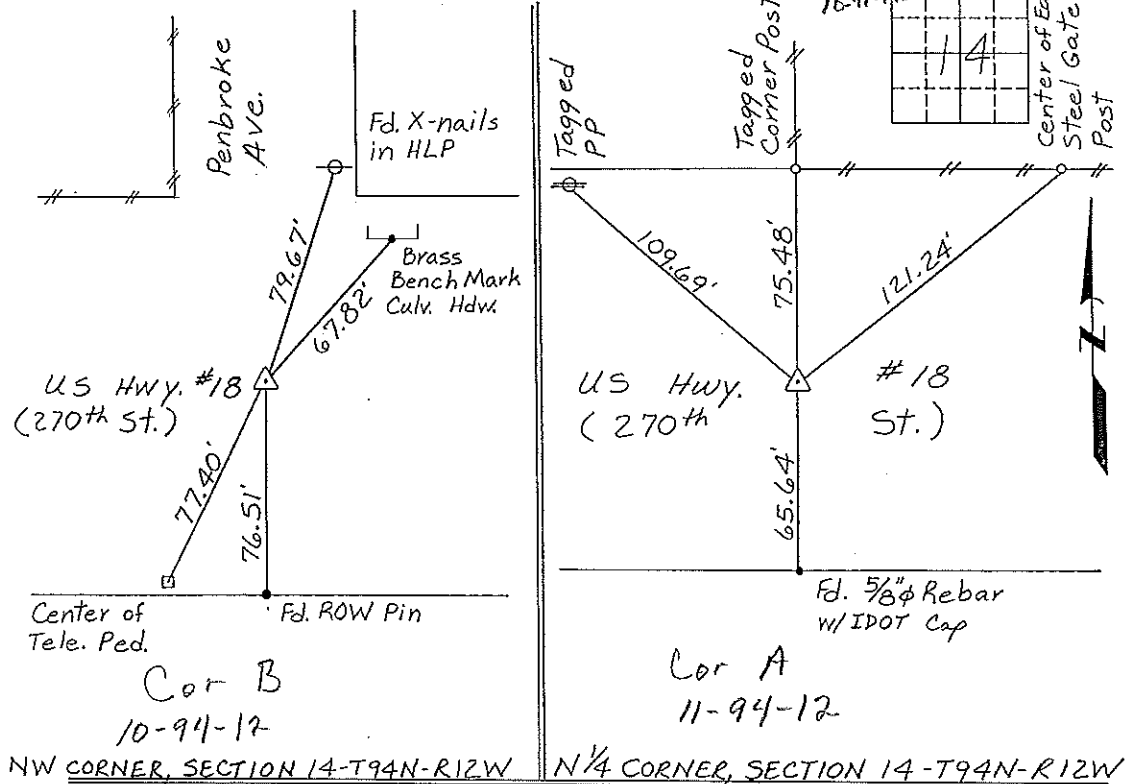 Penbroke
Ave.
Fd. X-nails
in HLP
79.67'
67.82'
Brass
Bench Mark
Culv. Hdw.
US Hwy. #18
(270th St.)
77.40'
76.51'
Center of
Tele. Ped.
Fd. ROW Pin
Cor B
10-94-12
NW CORNER, SECTION 14-T94N-R12W
Tagged
PP
Tagged
Corner Post
14
Center of
Steel Gate
Post
109.69'
75.48'
121.24'
N
US Hwy. #18
(270th St.)
65.64'
Fd. 5/8"φ Rebar
w/ IDOT Cap
Cor A
11-94-12
N 1/4 CORNER, SECTION 14-T94N-R12W